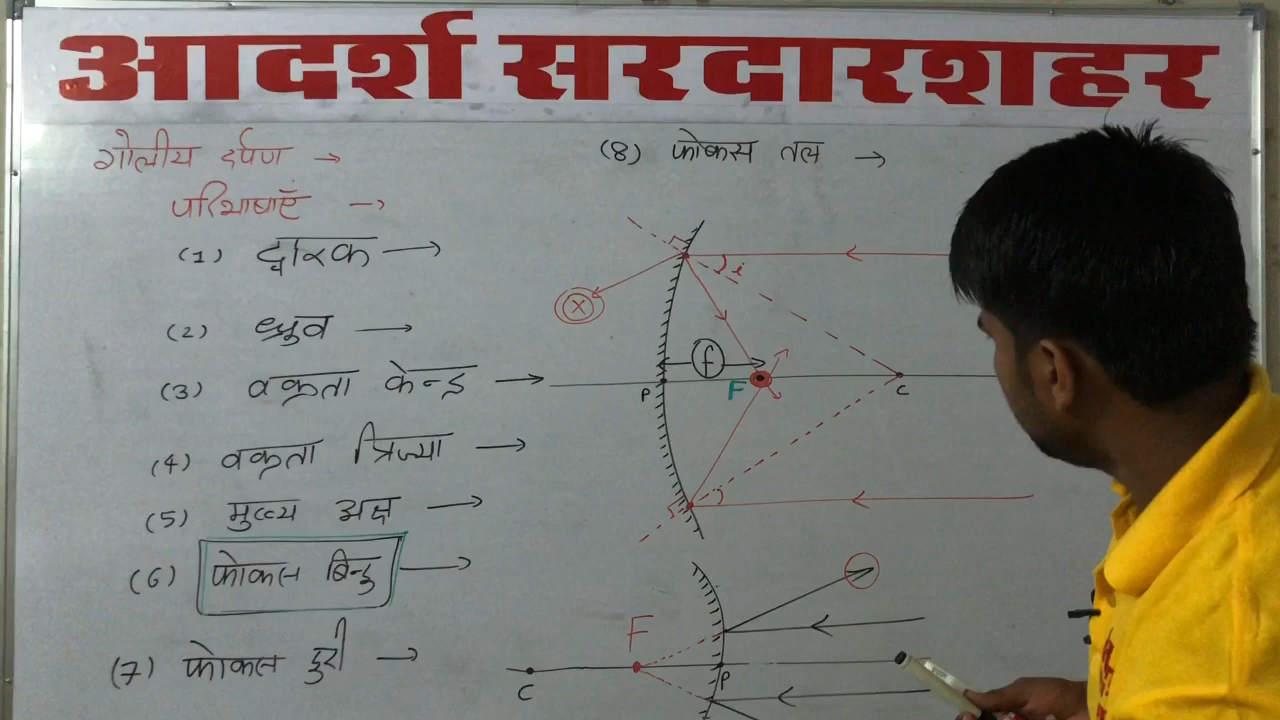 आदर्श सरदारशहर
गोलीय दर्पण →
परिभाषाएँ →
(1) द्वारक →
(2) ध्रुव →
(3) वक्रता केन्द्र →
(4) वक्रता त्रिज्या →
(5) मुख्य अक्ष →
(6) फोकस बिन्दु →
(7) फोकस दुरी →
(8) फोकस तल →
i
x
f
P
F
C
F
C
P